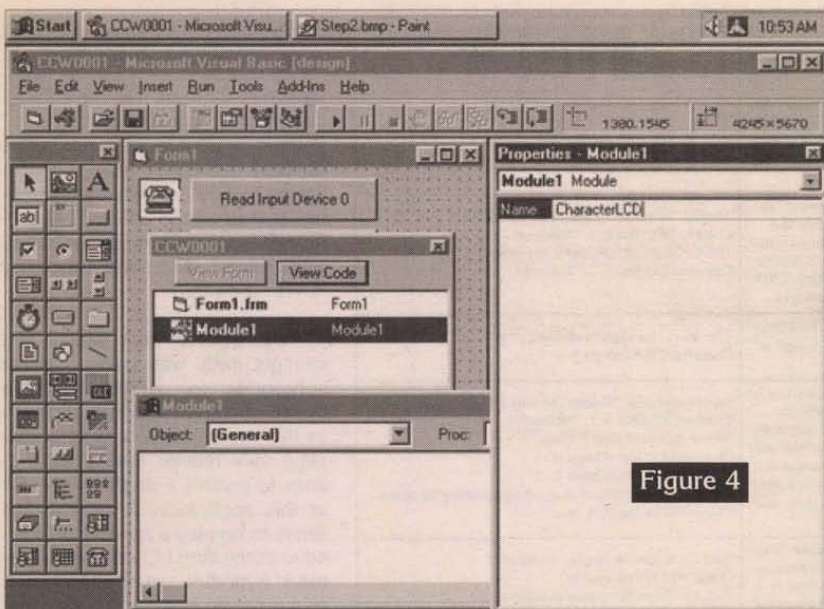 Start CCW0001 - Microsoft Visu... Step2.bmp - Paint 10:53 AM
CCW0001 - Microsoft Visual Basic [design]
File Edit View Insert Run Tools Add-Ins Help
1380,1545 4245×5670
Form1
Read Input Device 0
CCW0001
View Form View Code
Form1.frm Form1
Module1 Module1
Module1
Object: (General) Proc:
Properties - Module1
Module1 Module
Name CharacterLCD
A
ab
OLE
Figure 4